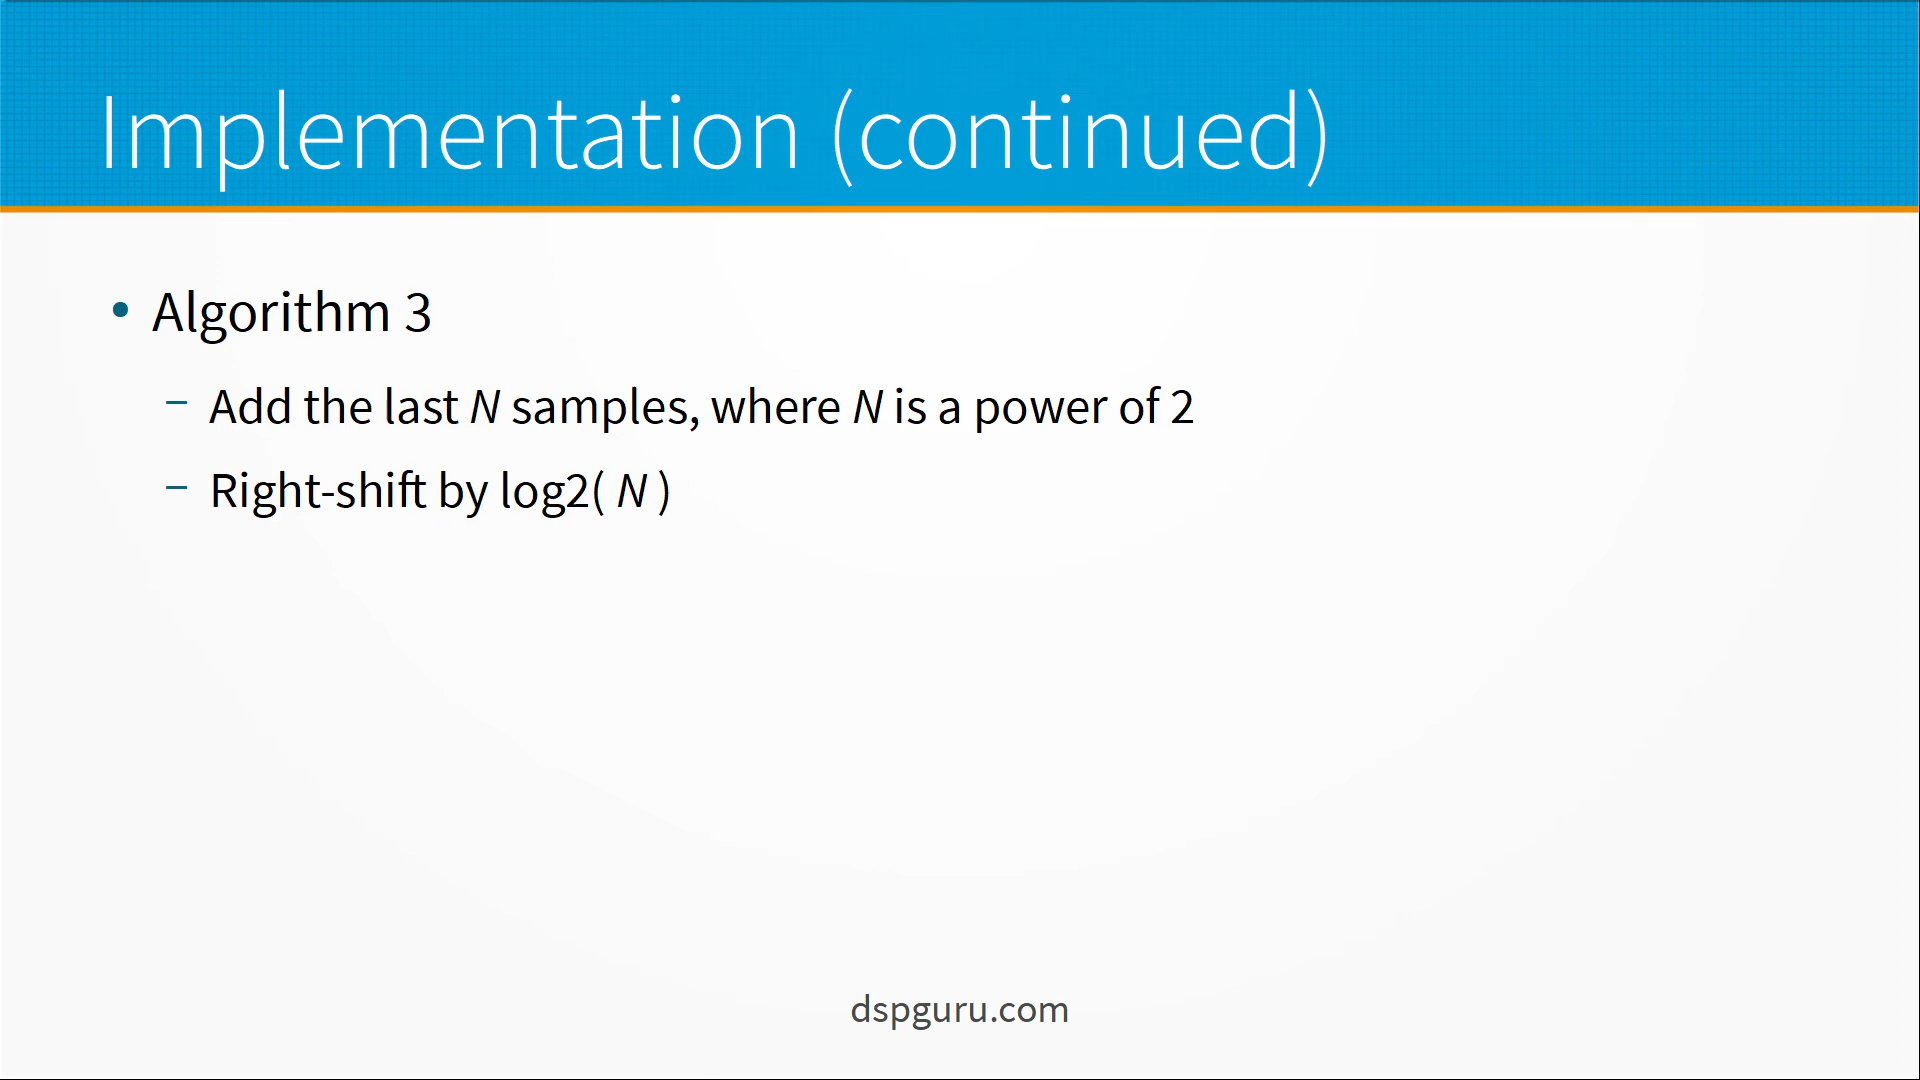 Implementation (continued)
• Algorithm 3
– Add the last N samples, where N is a power of 2
– Right-shift by log2( N )
dspguru.com